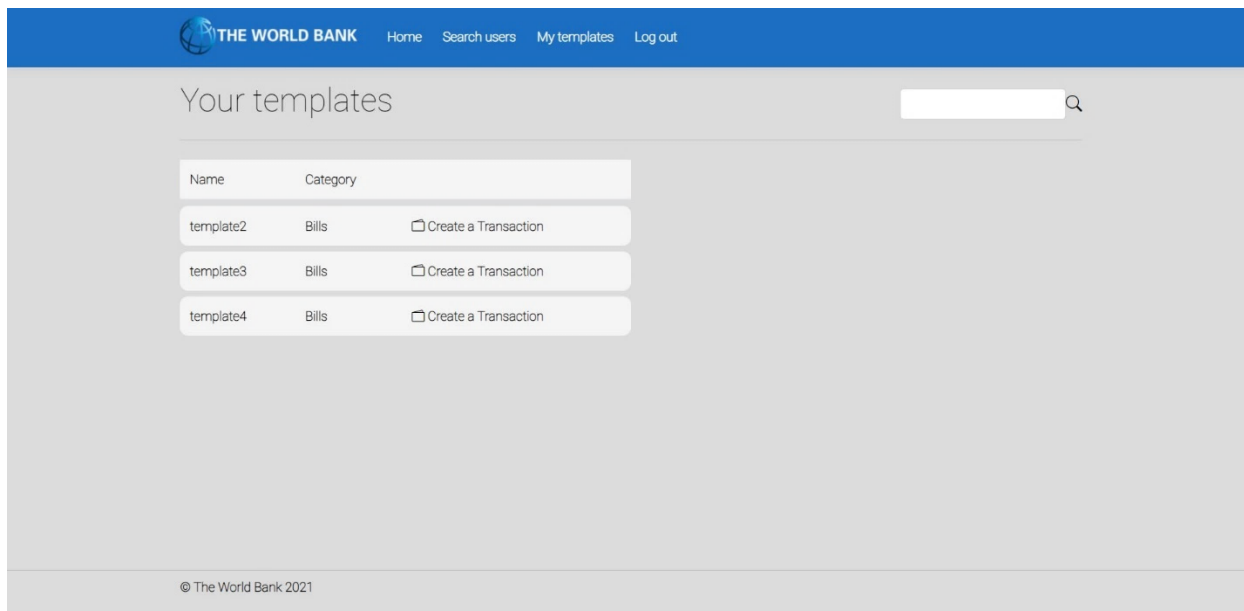 THE WORLD BANK Home Search users My templates Log out
Your templates
Name Category
template2 Bills Create a Transaction
template3 Bills Create a Transaction
template4 Bills Create a Transaction
© The World Bank 2021